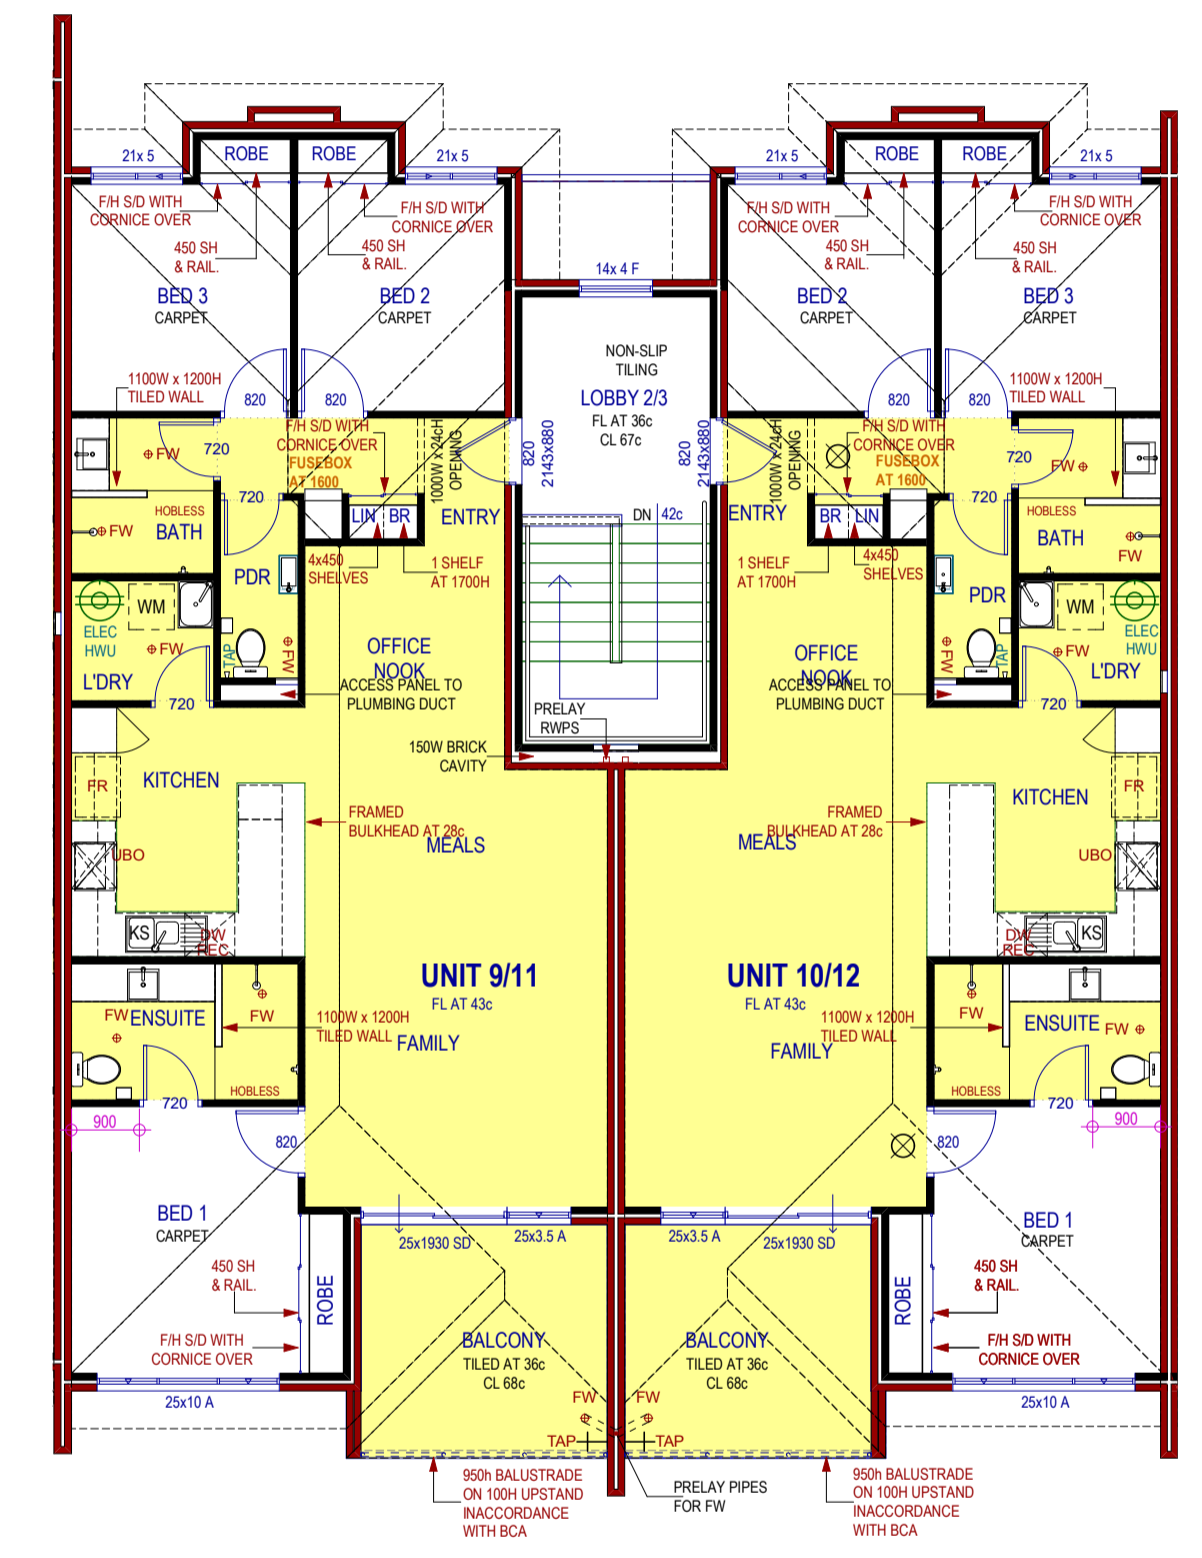 21x 5
ROBE
ROBE
21x 5
21x 5
ROBE
ROBE
21x 5
F/H S/D WITH
CORNICE OVER
F/H S/D WITH
CORNICE OVER
F/H S/D WITH
CORNICE OVER
F/H S/D WITH
CORNICE OVER
450 SH
& RAIL.
450 SH
& RAIL.
450 SH
& RAIL.
450 SH
& RAIL.
14x 4 F
BED 3
CARPET
BED 2
CARPET
BED 2
CARPET
BED 3
CARPET
NON-SLIP
TILING
LOBBY 2/3
FL AT 36c
CL 67c
1100W x 1200H
TILED WALL
820
820
820
820
1100W x 1200H
TILED WALL
F/H S/D WITH
CORNICE OVER
FUSEBOX
AT 1600
1000W x 24cH
OPENING
820
2143x880
820
2143x880
1000W x 24cH
OPENING
F/H S/D WITH
CORNICE OVER
FUSEBOX
AT 1600
FW
720
720
FW
720
720
HOBLESS
HOBLESS
FW
BATH
LIN
BR
ENTRY
DN
42c
ENTRY
BR
LIN
BATH
FW
4x450
SHELVES
1 SHELF
AT 1700H
1 SHELF
AT 1700H
4x450
SHELVES
PDR
PDR
WM
WM
ELEC
HWU
ELEC
HWU
FW
TAP
FW
FW
TAP
FW
L'DRY
L'DRY
OFFICE
NOOK
OFFICE
NOOK
ACCESS PANEL TO
PLUMBING DUCT
ACCESS PANEL TO
PLUMBING DUCT
720
720
PRELAY
RWPS
150W BRICK
CAVITY
KITCHEN
KITCHEN
FR
FR
FRAMED
BULKHEAD AT 28c
FRAMED
BULKHEAD AT 28c
MEALS
MEALS
UBO
UBO
KS
DW
REC
DW
REC
KS
UNIT 9/11
FL AT 43c
UNIT 10/12
FL AT 43c
FW
ENSUITE
FW
1100W x 1200H
TILED WALL
1100W x 1200H
TILED WALL
FW
ENSUITE
FW
FAMILY
FAMILY
HOBLESS
HOBLESS
720
720
900
900
820
820
BED 1
CARPET
BED 1
CARPET
25x1930 SD
25x3.5 A
25x3.5 A
25x1930 SD
450 SH
& RAIL.
450 SH
& RAIL.
ROBE
ROBE
F/H S/D WITH
CORNICE OVER
F/H S/D WITH
CORNICE OVER
BALCONY
TILED AT 36c
CL 68c
BALCONY
TILED AT 36c
CL 68c
25x10 A
25x10 A
FW
FW
TAP
TAP
950h BALUSTRADE
ON 100H UPSTAND
INACCORDANCE
WITH BCA
PRELAY PIPES
FOR FW
950h BALUSTRADE
ON 100H UPSTAND
INACCORDANCE
WITH BCA